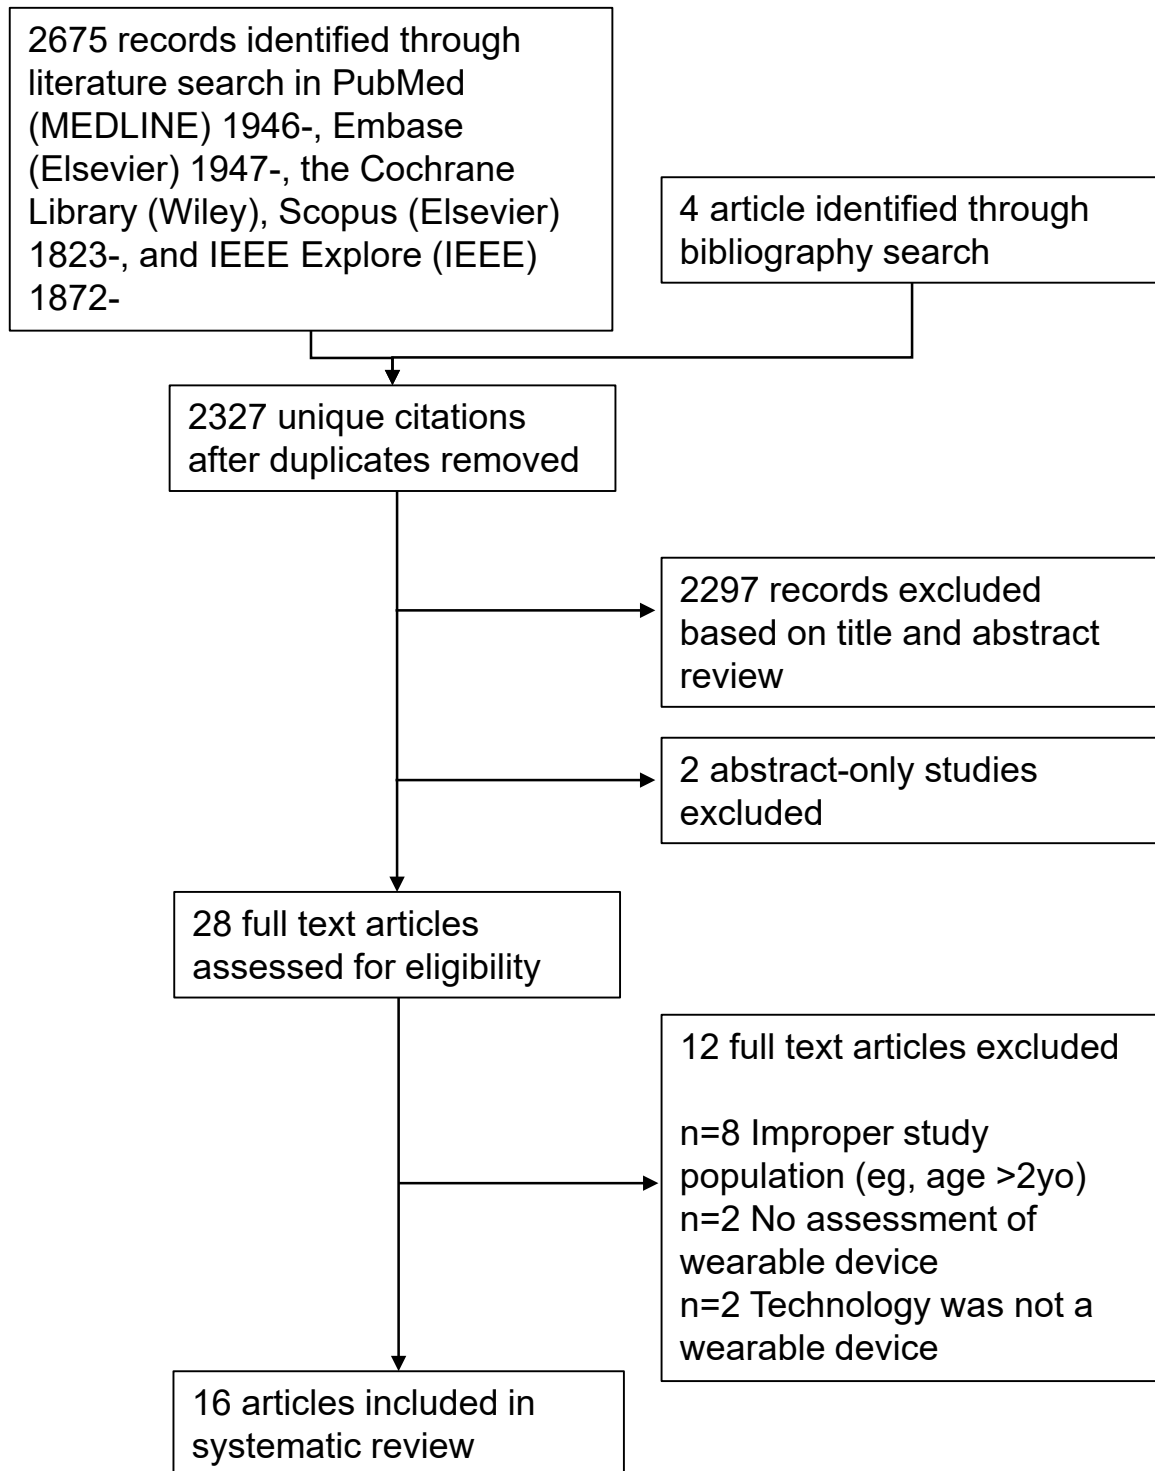 2675 records identified through
literature search in PubMed
(MEDLINE) 1946-, Embase
(Elsevier) 1947-, the Cochrane
Library (Wiley), Scopus (Elsevier)
1823-, and IEEE Explore (IEEE)
1872-
4 article identified through
bibliography search
2327 unique citations
after duplicates removed
2297 records excluded
based on title and abstract
review
2 abstract-only studies
excluded
28 full text articles
assessed for eligibility
12 full text articles excluded
n=8 Improper study
population (eg, age >2yo)
n=2 No assessment of
wearable device
n=2 Technology was not a
wearable device
16 articles included in
systematic review